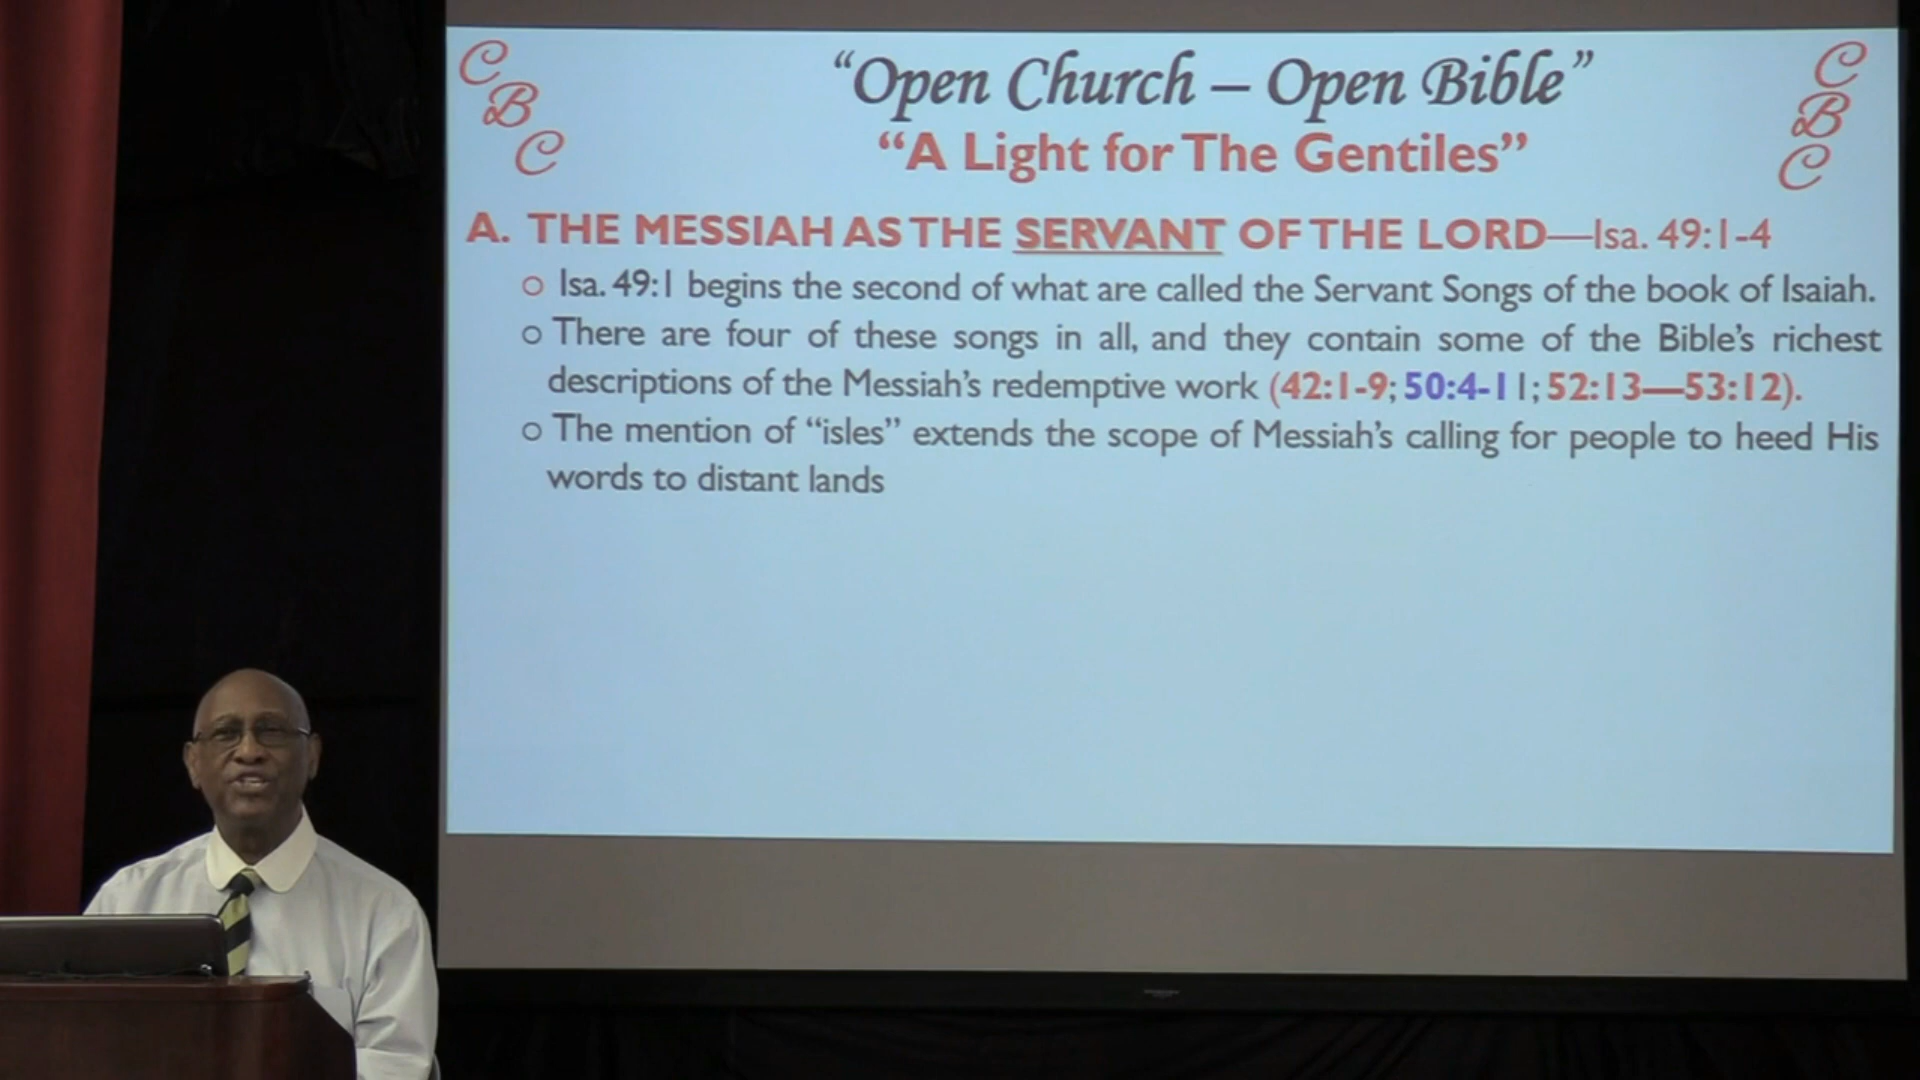 C B C
“Open Church – Open Bible”
C B C
“A Light for The Gentiles”
A. THE MESSIAH AS THE SERVANT OF THE LORD—Isa. 49:1-4
○ Isa. 49:1 begins the second of what are called the Servant Songs of the book of Isaiah.
○ There are four of these songs in all, and they contain some of the Bible’s richest
descriptions of the Messiah’s redemptive work (42:1-9; 50:4-11; 52:13—53:12).
○ The mention of “isles” extends the scope of Messiah’s calling for people to heed His
words to distant lands